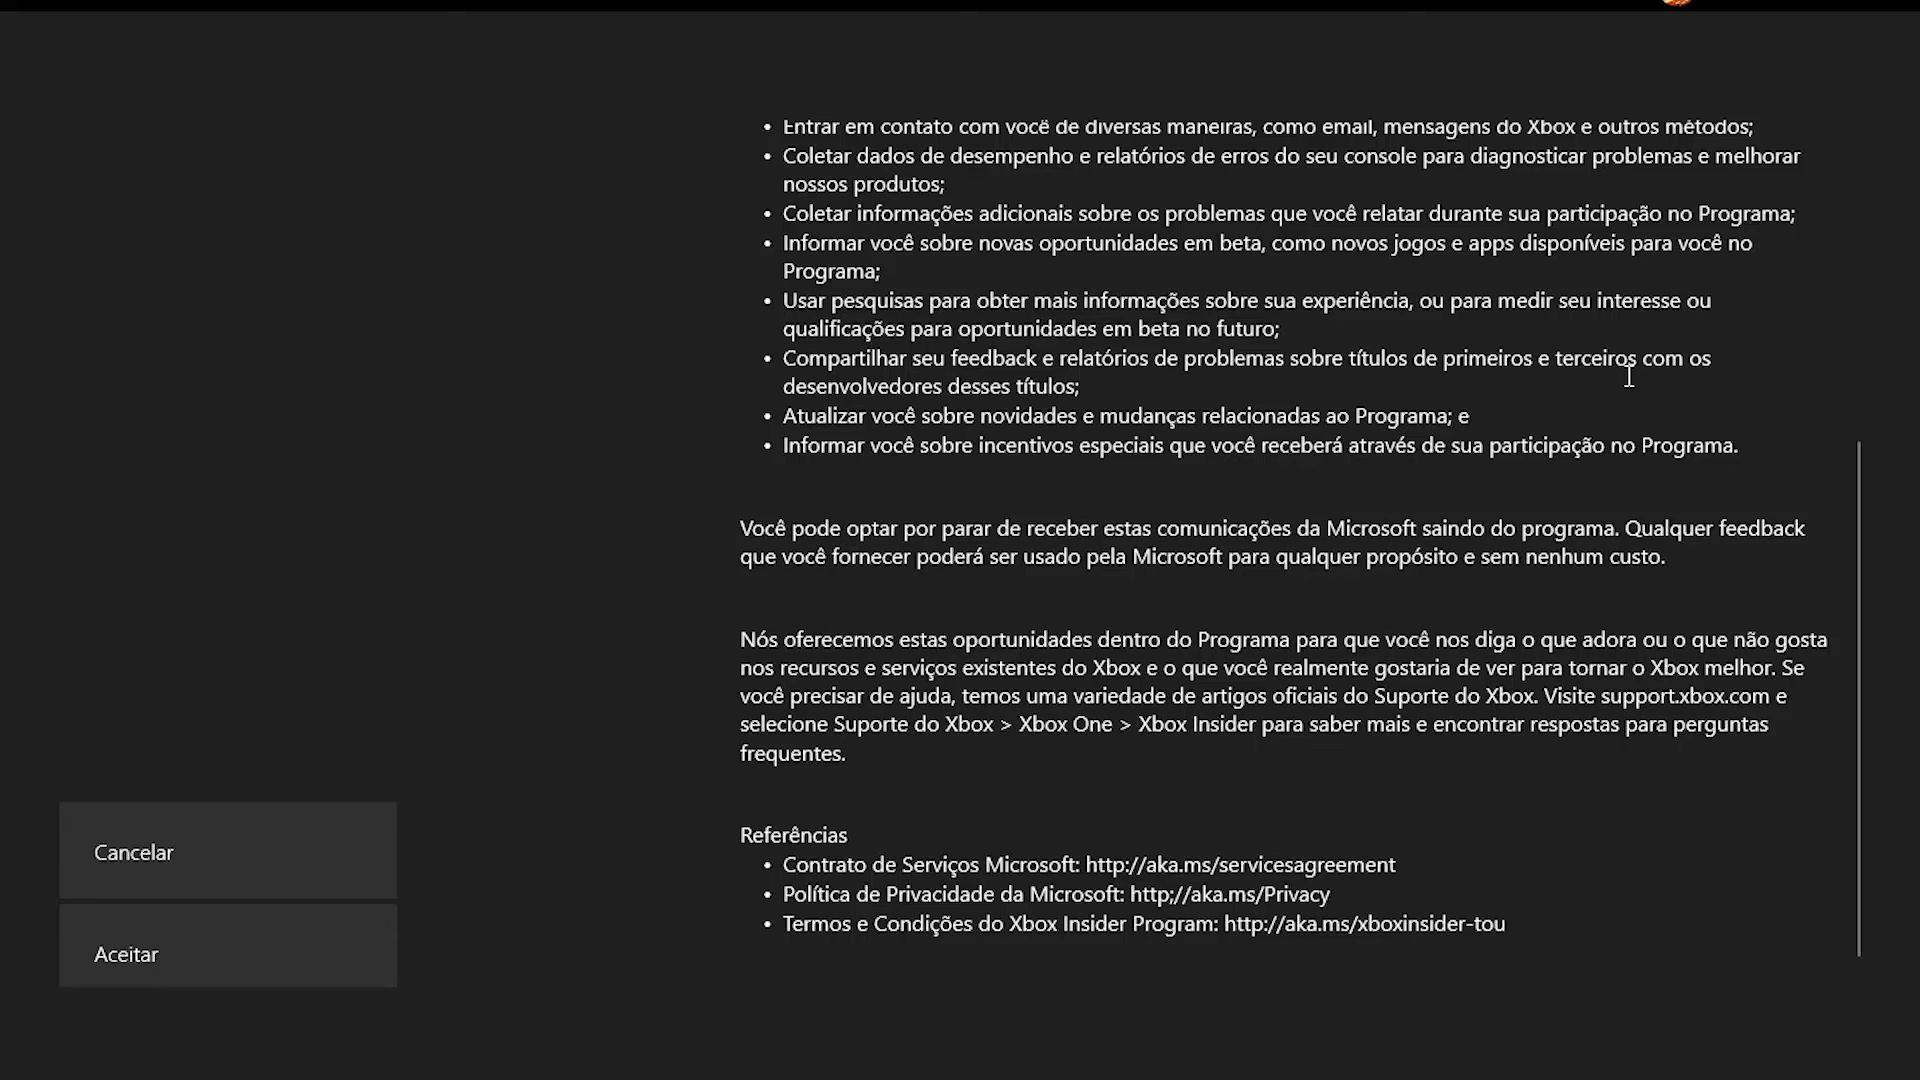 • Entrar em contato com você de diversas maneiras, como email, mensagens do Xbox e outros métodos;
• Coletar dados de desempenho e relatórios de erros do seu console para diagnosticar problemas e melhorar
nossos produtos;
• Coletar informações adicionais sobre os problemas que você relatar durante sua participação no Programa;
• Informar você sobre novas oportunidades em beta, como novos jogos e apps disponíveis para você no
Programa;
• Usar pesquisas para obter mais informações sobre sua experiência, ou para medir seu interesse ou
qualificações para oportunidades em beta no futuro;
• Compartilhar seu feedback e relatórios de problemas sobre títulos de primeiros e terceiros com os
desenvolvedores desses títulos;
• Atualizar você sobre novidades e mudanças relacionadas ao Programa; e
• Informar você sobre incentivos especiais que você receberá através de sua participação no Programa.
Você pode optar por parar de receber estas comunicações da Microsoft saindo do programa. Qualquer feedback
que você fornecer poderá ser usado pela Microsoft para qualquer propósito e sem nenhum custo.
Nós oferecemos estas oportunidades dentro do Programa para que você nos diga o que adora ou o que não gosta
nos recursos e serviços existentes do Xbox e o que você realmente gostaria de ver para tornar o Xbox melhor. Se
você precisar de ajuda, temos uma variedade de artigos oficiais do Suporte do Xbox. Visite support.xbox.com e
selecione Suporte do Xbox > Xbox One > Xbox Insider para saber mais e encontrar respostas para perguntas
frequentes.
Referências
• Contrato de Serviços Microsoft: http://aka.ms/servicesagreement
• Política de Privacidade da Microsoft: http;//aka.ms/Privacy
• Termos e Condições do Xbox Insider Program: http://aka.ms/xboxinsider-tou
Cancelar
Aceitar